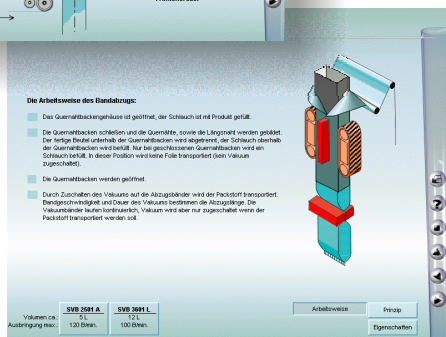 Die Arbeitsweise des Bandabzugs:
Das Quernahtbackengehäuse ist geöffnet, der Schlauch ist mit Produkt gefüllt.
Die Quernahtbacken schließen und die Quernähte, sowie die Längsnaht werden gebildet.
Der fertige Beutel unterhalb der Quernahtbacken wird abgetrennt, der Schlauch oberhalb
der Quernahtbacken wird befüllt. Nur bei geschlossenen Quernahtbacken wird ein
Schlauch befüllt. In dieser Position wird keine Folie transportiert (kein Vakuum
zugeschaltet).
Die Quernahtbacken werden geöffnet.
Durch Zuschalten des Vakuums auf die Abzugsbänder wird der Packstoff transportiert.
Bandgeschwindigkeit und Dauer des Vakuums bestimmen die Abzugslänge. Die
Vakuumbänder laufen kontinuierlich, Vakuum wird aber nur zugeschaltet wenn der
Packstoff transportiert werden soll.
SVB 2501 A SVB 3601 L
Volumen ca.: 5 L 12 L
Ausbringung max.: 120 B/min. 100 B/min.
Arbeitsweise Prinzip
Eigenschaften